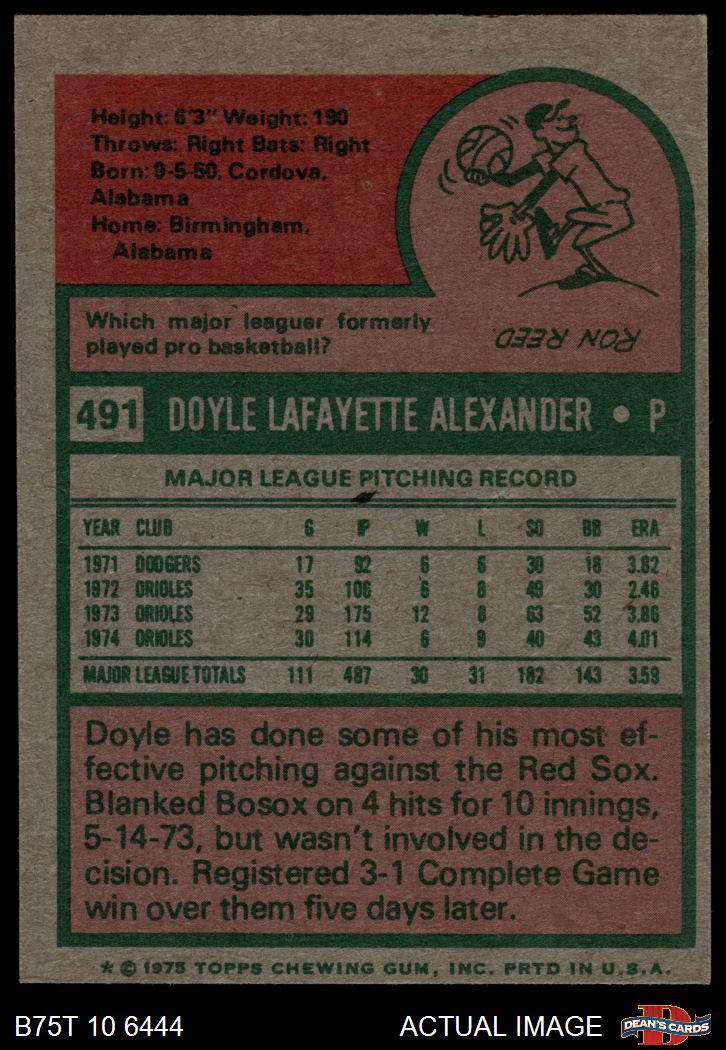 Height: 6'3" Weight: 190
Throws: Right Bats: Right
Born: 9-5-50, Cordova,
Alabama
Home: Birmingham,
Alabama
Which major leaguer formerly
played pro basketball?
RON REED
491 DOYLE LAFAYETTE ALEXANDER • P
MAJOR LEAGUE PITCHING RECORD
YEAR CLUB G IP W L SO BB ERA
1971 DODGERS 17 92 6 6 30 18 3.82
1972 ORIOLES 35 106 6 8 49 30 2.46
1973 ORIOLES 29 175 12 8 63 52 3.86
1974 ORIOLES 30 114 6 9 40 43 4.01
MAJOR LEAGUE TOTALS 111 487 30 31 182 143 3.59
Doyle has done some of his most ef-
fective pitching against the Red Sox.
Blanked Bosox on 4 hits for 10 innings,
5-14-73, but wasn't involved in the de-
cision. Registered 3-1 Complete Game
win over them five days later.
* © 1975 TOPPS CHEWING GUM, INC. PRTD IN U.S.A.
B75T 10 6444 ACTUAL IMAGE
DEAN'S CARDS